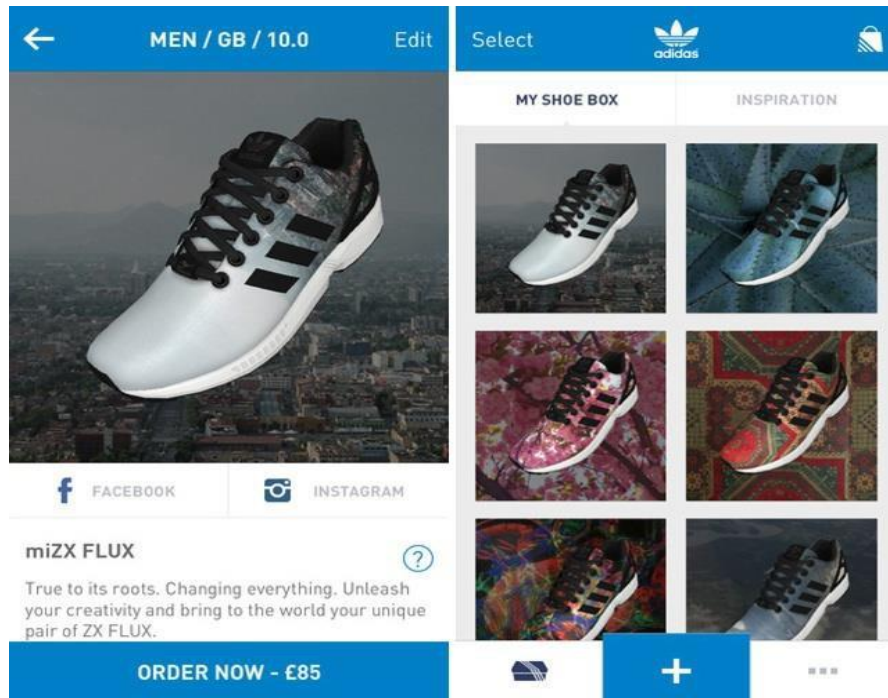 MEN / GB / 10.0
Edit
FACEBOOK
INSTAGRAM
miZX FLUX
?
True to its roots. Changing everything. Unleash
your creativity and bring to the world your unique
pair of ZX FLUX.
ORDER NOW - £85
Select
adidas
MY SHOE BOX
INSPIRATION